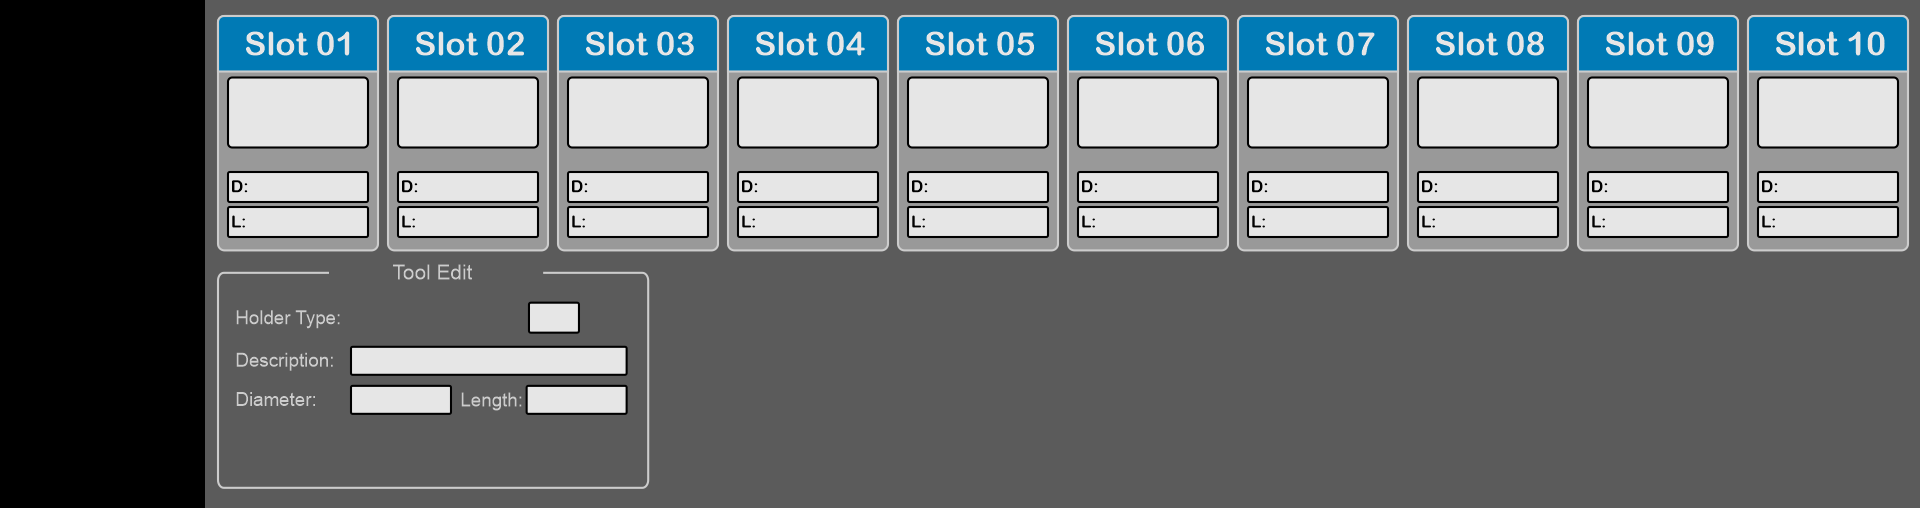 Slot 01 Slot 02 Slot 03 Slot 04 Slot 05 Slot 06 Slot 07 Slot 08 Slot 09 Slot 10
D: D: D: D: D: D: D: D: D: D:
L: L: L: L: L: L: L: L: L: L:
Tool Edit
Holder Type:
Description:
Diameter: Length: